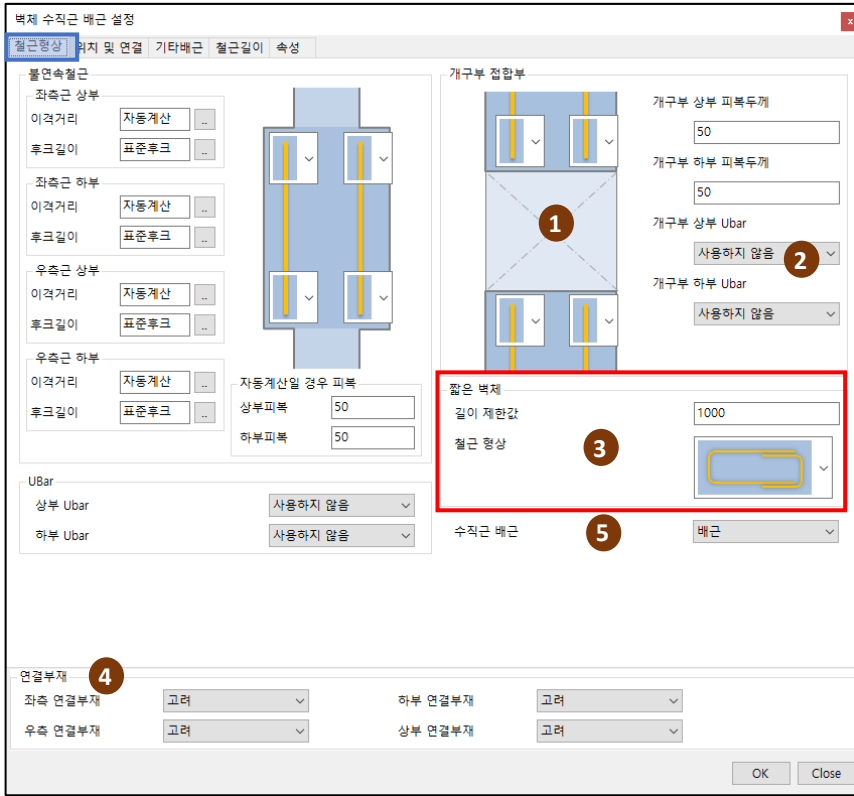 벽체 수직근 배근 설정
x
철근형상
위치 및 연결
기타배근
철근길이
속성
불연속철근
좌측근 상부
이격거리
자동계산
..
후크길이
표준후크
..
좌측근 하부
이격거리
자동계산
..
후크길이
표준후크
..
우측근 상부
이격거리
자동계산
..
후크길이
표준후크
..
우측근 하부
이격거리
자동계산
..
후크길이
표준후크
..
자동계산일 경우 피복
상부피복
50
하부피복
50
UBar
상부 Ubar
사용하지 않음
하부 Ubar
사용하지 않음
개구부 접합부
1
개구부 상부 피복두께
50
개구부 하부 피복두께
50
개구부 상부 Ubar
사용하지 않음
2
개구부 하부 Ubar
사용하지 않음
짧은 벽체
길이 제한값
1000
철근 형상
3
수직근 배근
5
배근
연결부재
4
좌측 연결부재
고려
하부 연결부재
고려
우측 연결부재
고려
상부 연결부재
고려
OK
Close